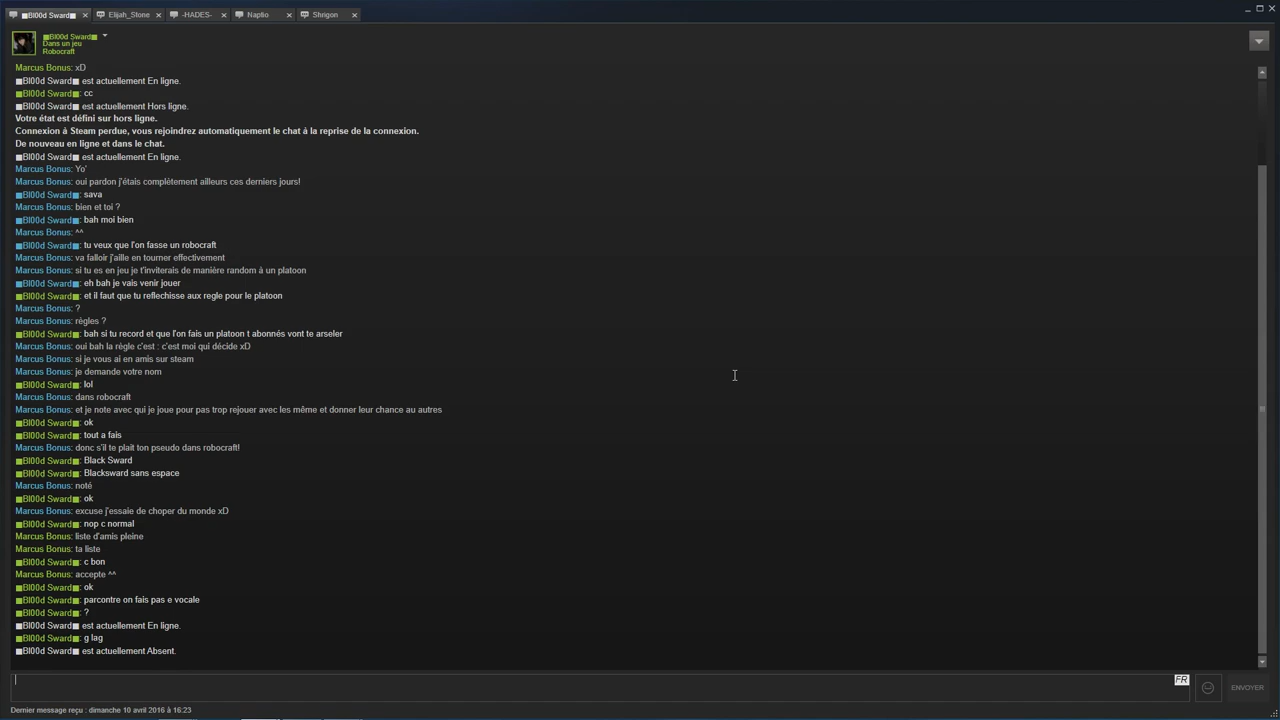 ■Bl00d Sward■
Elijah_Stone
-HADES-
Naplio
Shrigon
■Bl00d Sward■
Dans un jeu
Robocraft
Marcus Bonus: xD
■Bl00d Sward■ est actuellement En ligne.
■Bl00d Sward■: cc
■Bl00d Sward■ est actuellement Hors ligne.
Votre état est défini sur hors ligne.
Connexion à Steam perdue, vous rejoindrez automatiquement le chat à la reprise de la connexion.
De nouveau en ligne et dans le chat.
■Bl00d Sward■ est actuellement En ligne.
Marcus Bonus: Yo'
Marcus Bonus: oui pardon j'étais complètement ailleurs ces derniers jours!
■Bl00d Sward■: sava
Marcus Bonus: bien et toi ?
■Bl00d Sward■: bah moi bien
Marcus Bonus: ^^
■Bl00d Sward■: tu veux que l'on fasse un robocraft
Marcus Bonus: va falloir j'aille en tourner effectivement
Marcus Bonus: si tu es en jeu je t'inviterais de manière random à un platoon
■Bl00d Sward■: eh bah je vais venir jouer
■Bl00d Sward■: et il faut que tu reflechisse aux regle pour le platoon
Marcus Bonus: ?
Marcus Bonus: règles ?
■Bl00d Sward■: bah si tu record et que l'on fais un platoon t abonnés vont te arseler
Marcus Bonus: oui bah la règle c'est : c'est moi qui décide xD
Marcus Bonus: si je vous ai en amis sur steam
Marcus Bonus: je demande votre nom
■Bl00d Sward■: lol
Marcus Bonus: dans robocraft
Marcus Bonus: et je note avec qui je joue pour pas trop rejouer avec les même et donner leur chance au autres
■Bl00d Sward■: ok
■Bl00d Sward■: tout a fais
Marcus Bonus: donc s'il te plait ton pseudo dans robocraft!
■Bl00d Sward■: Black Sward
■Bl00d Sward■: Blacksward sans espace
Marcus Bonus: noté
■Bl00d Sward■: ok
Marcus Bonus: excuse j'essaie de choper du monde xD
■Bl00d Sward■: nop c normal
Marcus Bonus: liste d'amis pleine
Marcus Bonus: ta liste
■Bl00d Sward■: c bon
Marcus Bonus: accepte ^^
■Bl00d Sward■: ok
■Bl00d Sward■: parcontre on fais pas e vocale
■Bl00d Sward■: ?
■Bl00d Sward■ est actuellement En ligne.
■Bl00d Sward■: g lag
■Bl00d Sward■ est actuellement Absent.
FR
ENVOYER
Dernier message reçu : dimanche 10 avril 2016 à 16:23